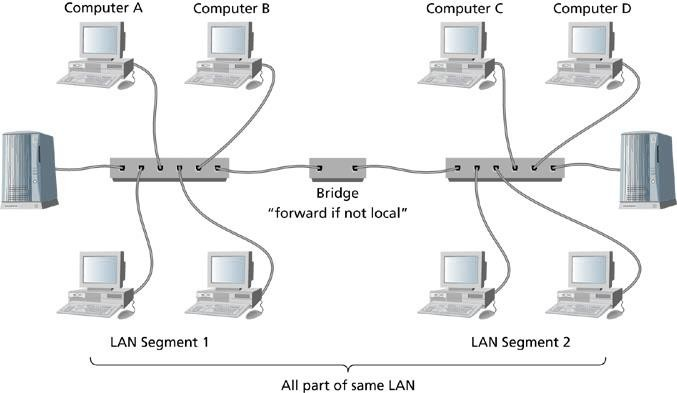 Computer A
Computer B
Computer C
Computer D
Bridge
“forward if not local”
LAN Segment 1
LAN Segment 2
All part of same LAN